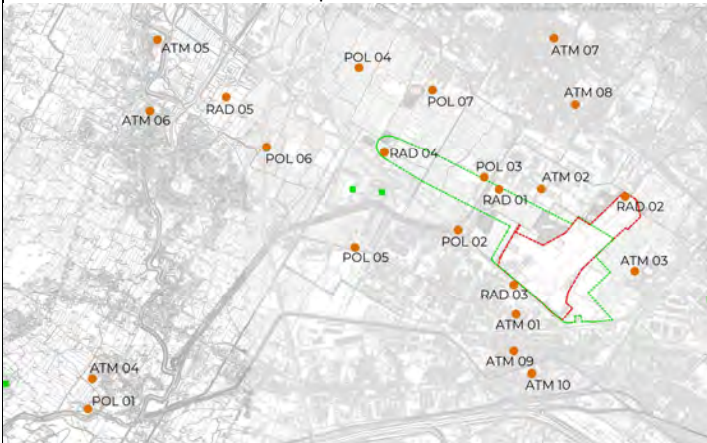 ATM 05
ATM 07
POL 04
POL 07
ATM 08
RAD 05
ATM 06
POL 06
RAD 04
POL 03
RAD 01
ATM 02
RAD 02
POL 02
POL 05
ATM 03
RAD 03
ATM 01
ATM 09
ATM 10
ATM 04
POL 01